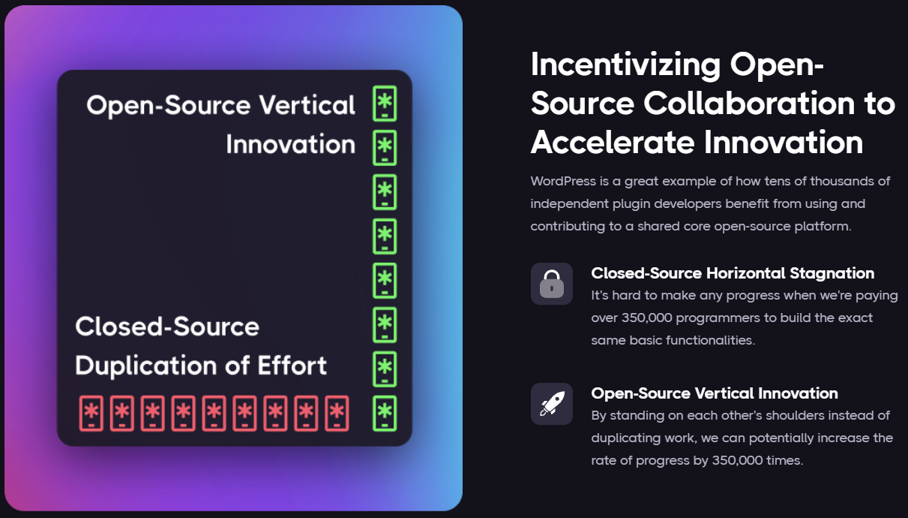 Open-Source Vertical
Innovation
Closed-Source
Duplication of Effort
Incentivizing Open-
Source Collaboration to
Accelerate Innovation
WordPress is a great example of how tens of thousands of
independent plugin developers benefit from using and
contributing to a shared core open-source platform.
Closed-Source Horizontal Stagnation
It's hard to make any progress when we're paying
over 350,000 programmers to build the exact
same basic functionalities.
Open-Source Vertical Innovation
By standing on each other's shoulders instead of
duplicating work, we can potentially increase the
rate of progress by 350,000 times.